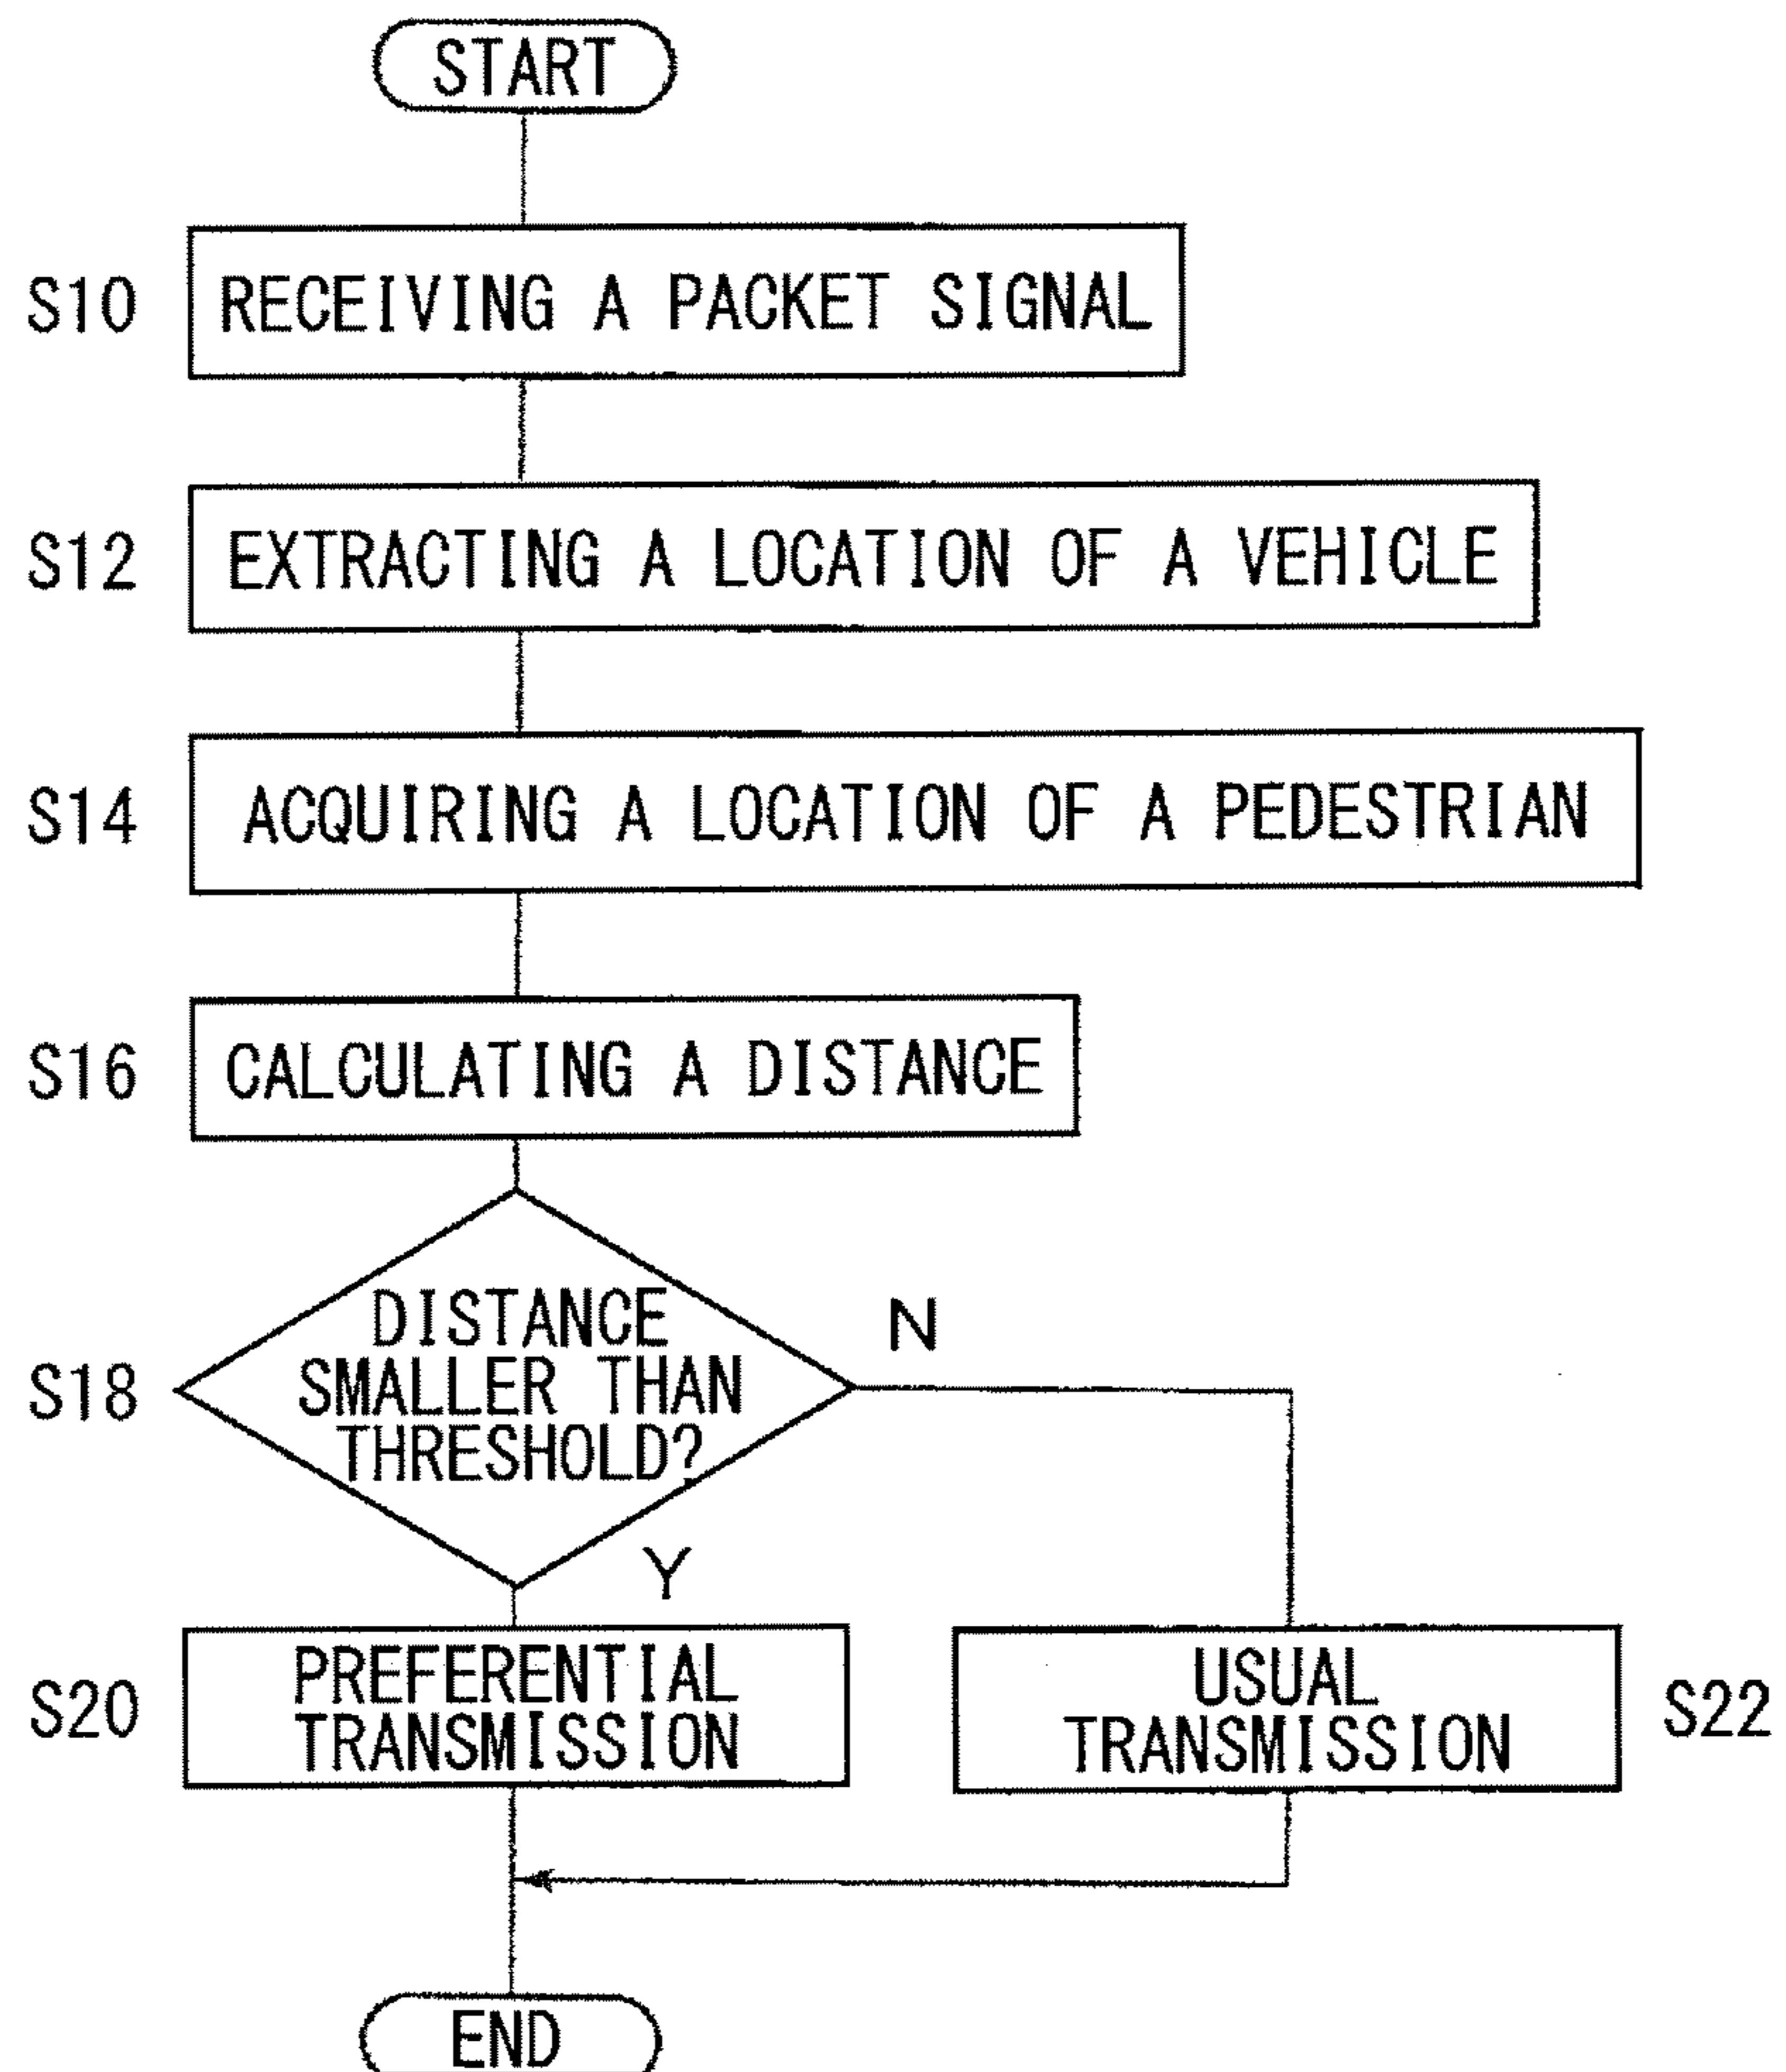 START
S10
RECEIVING A PACKET SIGNAL
S12
EXTRACTING A LOCATION OF A VEHICLE
S14
ACQUIRING A LOCATION OF A PEDESTRIAN
S16
CALCULATING A DISTANCE
S18
DISTANCE
SMALLER THAN
THRESHOLD?
N
Y
S20
PREFERENTIAL
TRANSMISSION
USUAL
TRANSMISSION
S22
END